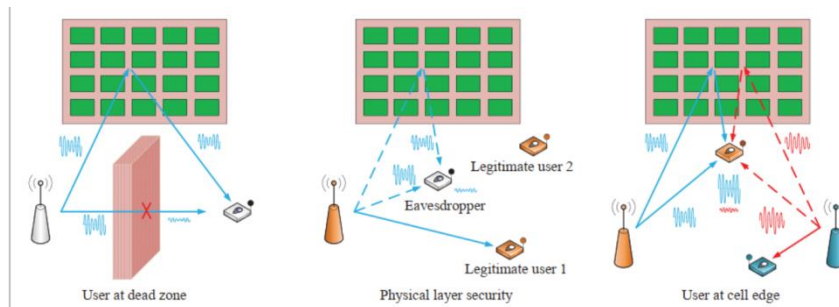 Legitimate user 2
Eavesdropper
Legitimate user 1
User at dead zone
Physical layer security
User at cell edge